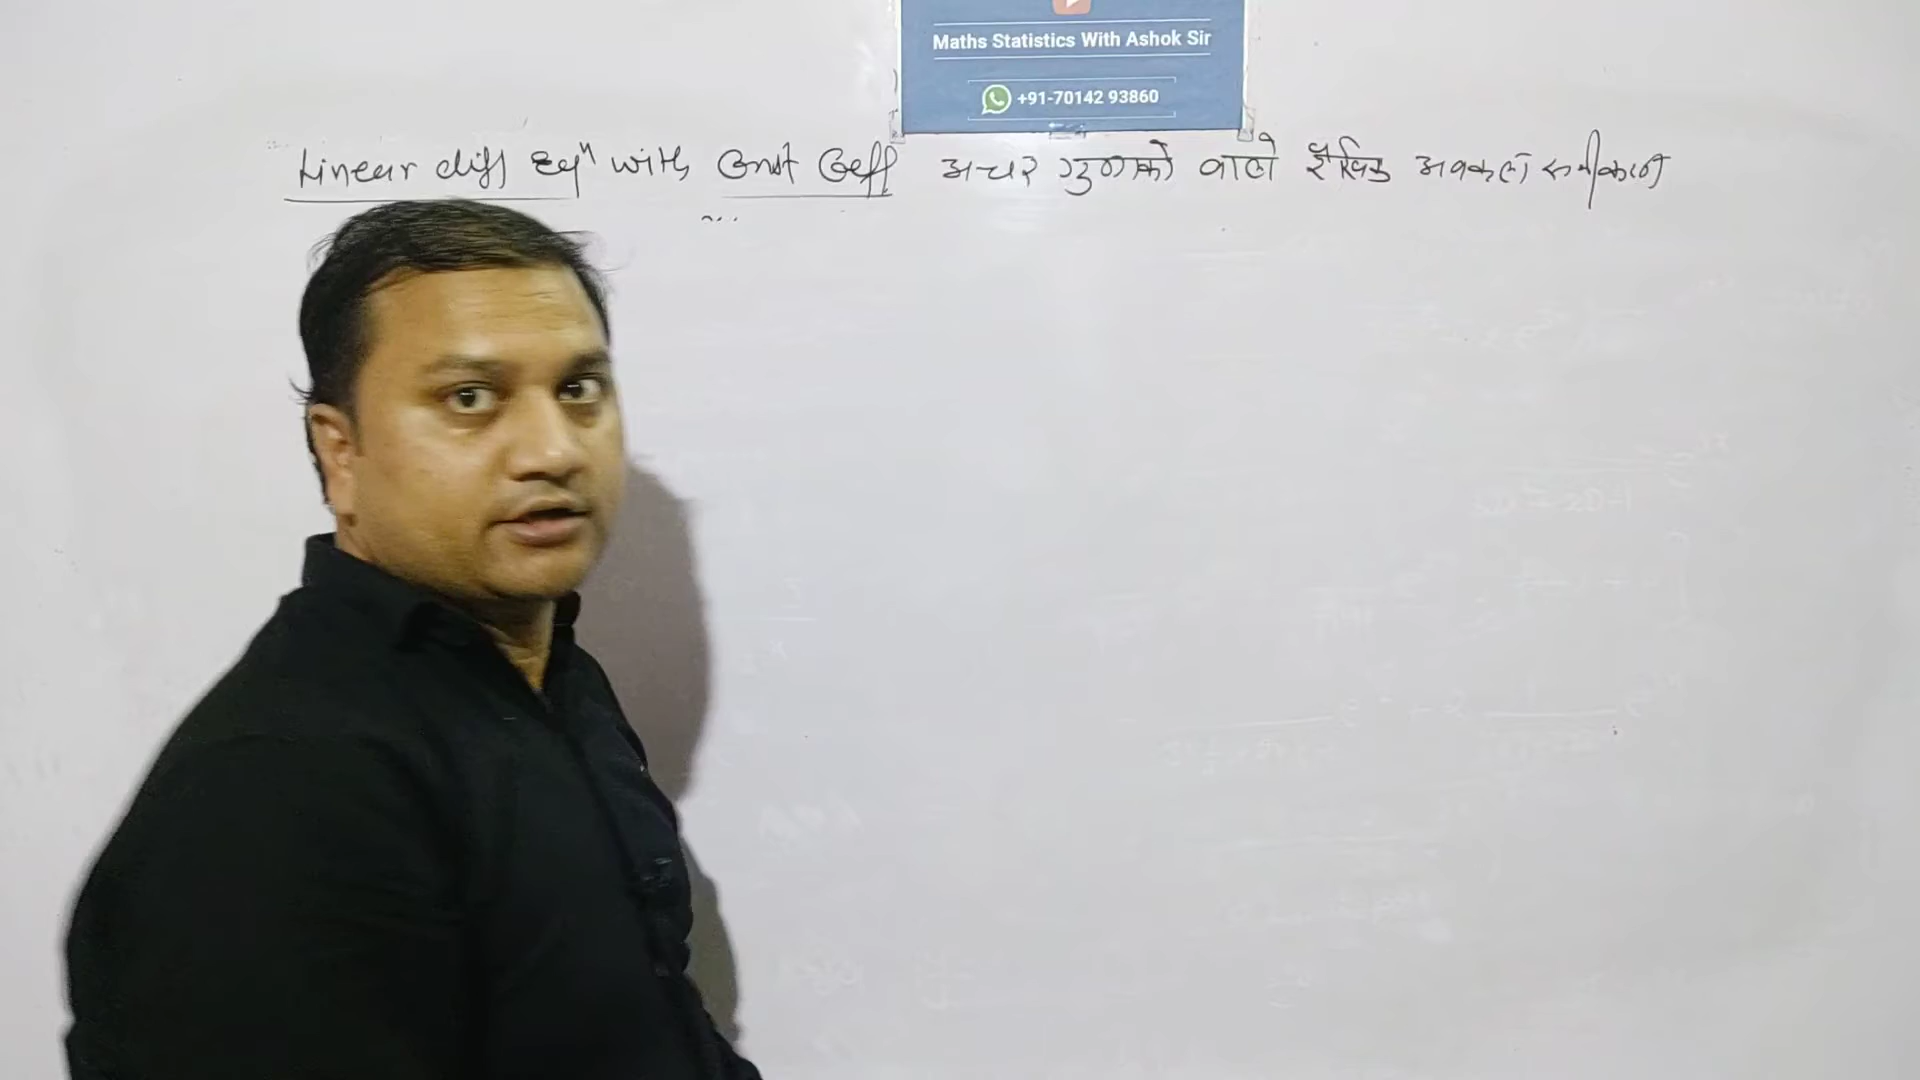 Maths Statistics With Ashok Sir
+91-70142 93860
Linear diff Eqⁿ with Const Coeff अचर गुणांको वाली रैखिक अवकल समीकरण